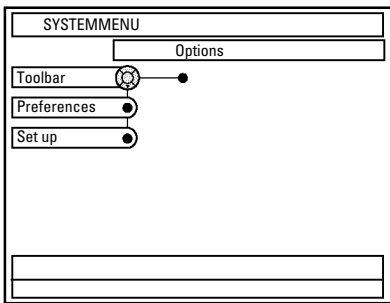 SYSTEMMENU
Options
Toolbar
Preferences
Set up